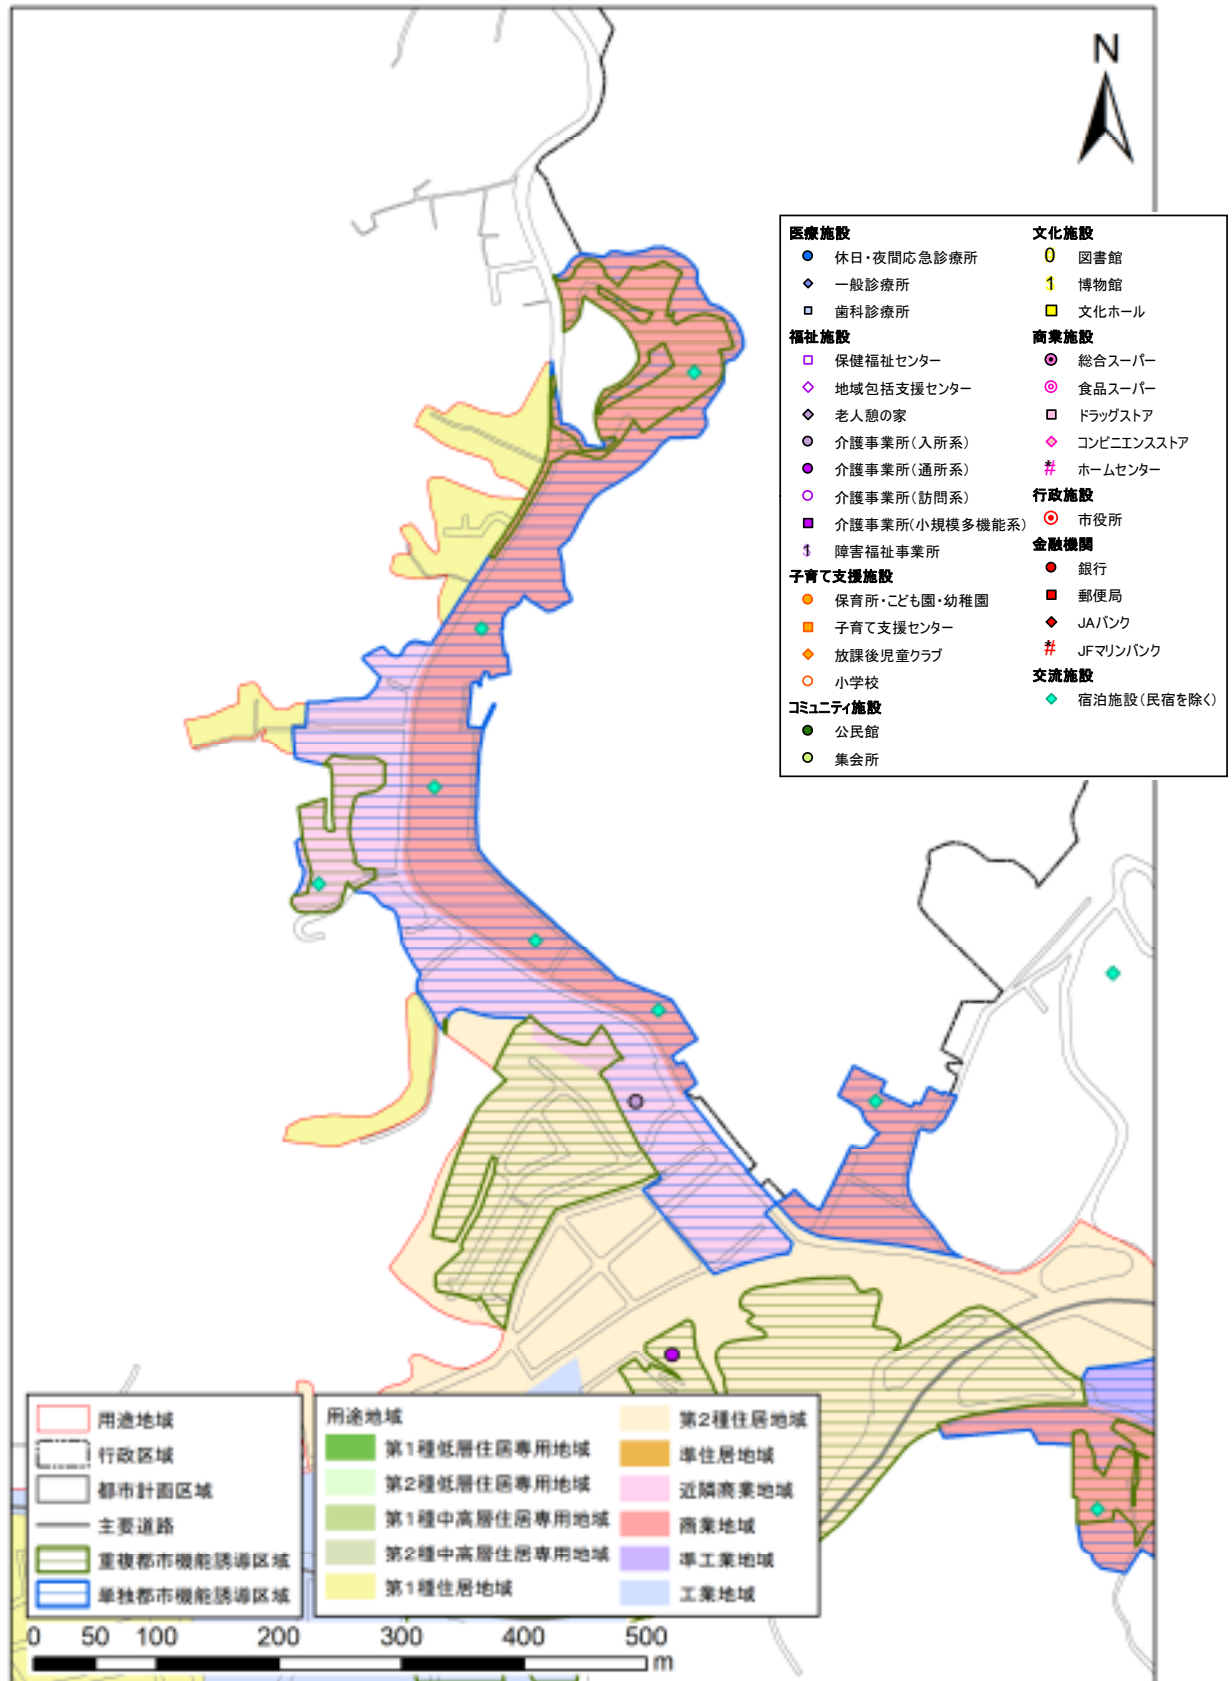 N
医療施設
休日・夜間応急診療所
一般診療所
歯科診療所
福祉施設
保健福祉センター
地域包括支援センター
老人憩の家
介護事業所(入所系)
介護事業所(通所系)
介護事業所(訪問系)
介護事業所(小規模多機能系)
障害福祉事業所
子育て支援施設
保育所・こども園・幼稚園
子育て支援センター
放課後児童クラブ
小学校
コミュニティ施設
公民館
集会所
文化施設
図書館
博物館
文化ホール
商業施設
総合スーパー
食品スーパー
ドラッグストア
コンビニエンスストア
ホームセンター
行政施設
市役所
金融機関
銀行
郵便局
JAバンク
JFマリンバンク
交流施設
宿泊施設(民宿を除く)
用途地域
行政区域
都市計画区域
主要道路
重複都市機能誘導区域
単独都市機能誘導区域
用途地域
第1種低層住居専用地域
第2種低層住居専用地域
第1種中高層住居専用地域
第2種中高層住居専用地域
第1種住居地域
第2種住居地域
準住居地域
近隣商業地域
商業地域
準工業地域
工業地域
0 50 100 200 300 400 500
m